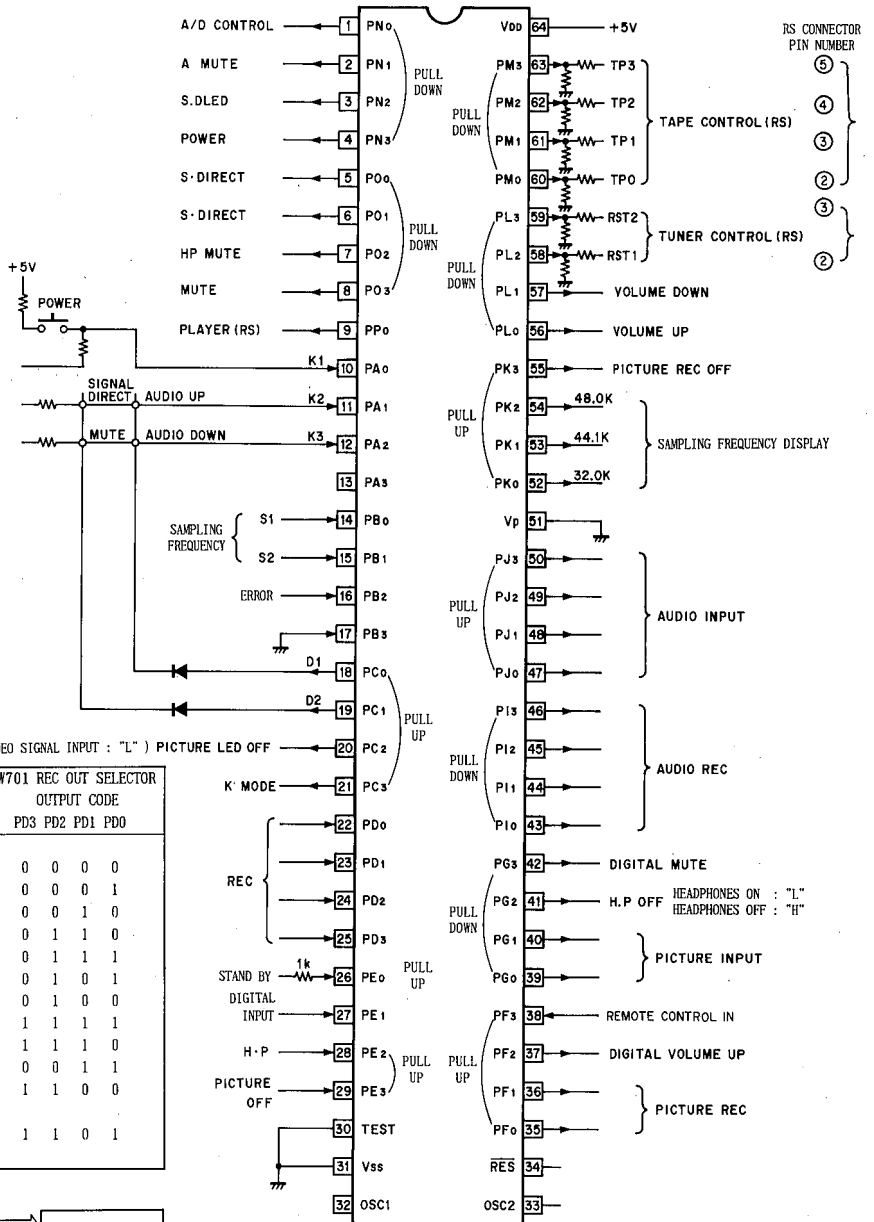 A/D CONTROL 1 PN0
A MUTE 2 PN1
S.DLED 3 PN2
POWER 4 PN3
PULL
DOWN
S·DIRECT 5 PO0
S·DIRECT 6 PO1
HP MUTE 7 PO2
MUTE 8 PO3
PULL
DOWN
PLAYER (RS) 9 PP0
+5V
POWER
K1 10 PA0
SIGNAL
DIRECT AUDIO UP K2 11 PA1
MUTE AUDIO DOWN K3 12 PA2
13 PA3
SAMPLING
FREQUENCY
S1 14 PB0
S2 15 PB1
ERROR 16 PB2
17 PB3
D1 18 PC0
D2 19 PC1
PULL
UP
EO SIGNAL INPUT : "L" ) PICTURE LED OFF 20 PC2
K' MODE 21 PC3
REC
22 PD0
23 PD1
24 PD2
25 PD3
STAND BY 1k 26 PE0
PULL
UP
DIGITAL
INPUT 27 PE1
H·P 28 PE2
PICTURE
OFF 29 PE3
PULL
UP
30 TEST
31 Vss
32 OSC1
W701 REC OUT SELECTOR
OUTPUT CODE
PD3 PD2 PD1 PD0
0 0 0 0
0 0 0 1
0 0 1 0
0 1 1 0
0 1 1 1
0 1 0 1
0 1 0 0
1 1 1 1
1 1 1 0
0 0 1 1
1 1 0 0
1 1 0 1
VDD 64 +5V
RS CONNECTOR
PIN NUMBER
PM3 63 TP3 ⑤
PM2 62 TP2 ④
PM1 61 TP1 ③
PM0 60 TP0 ②
PULL
DOWN
TAPE CONTROL (RS)
PL3 59 RST2 ③
PL2 58 RST1 ②
TUNER CONTROL (RS)
PULL
DOWN
PL1 57 VOLUME DOWN
PL0 56 VOLUME UP
PK3 55 PICTURE REC OFF
PK2 54 48.0K
PK1 53 44.1K
PK0 52 32.0K
PULL
UP
SAMPLING FREQUENCY DISPLAY
Vp 51
PJ3 50
PJ2 49
PJ1 48
PJ0 47
PULL
UP
AUDIO INPUT
PI3 46
PI2 45
PI1 44
PI0 43
PULL
DOWN
AUDIO REC
PG3 42 DIGITAL MUTE
PG2 41 H.P OFF HEADPHONES ON : "L"
HEADPHONES OFF : "H"
PG1 40
PG0 39
PULL
DOWN
PICTURE INPUT
PF3 38 REMOTE CONTROL IN
PF2 37 DIGITAL VOLUME UP
PF1 36
PF0 35
PULL
UP
PICTURE REC
RES 34
OSC2 33